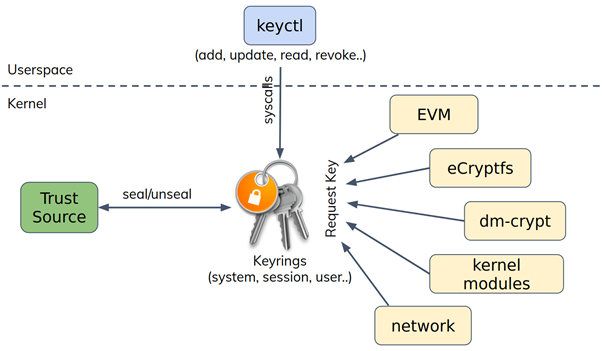 keyctl
(add, update, read, revoke..)
Userspace
syscalls
Kernel
EVM
eCryptfs
Trust
Source
seal/unseal
Request Key
dm-crypt
Keyrings
(system, session, user..)
kernel
modules
network